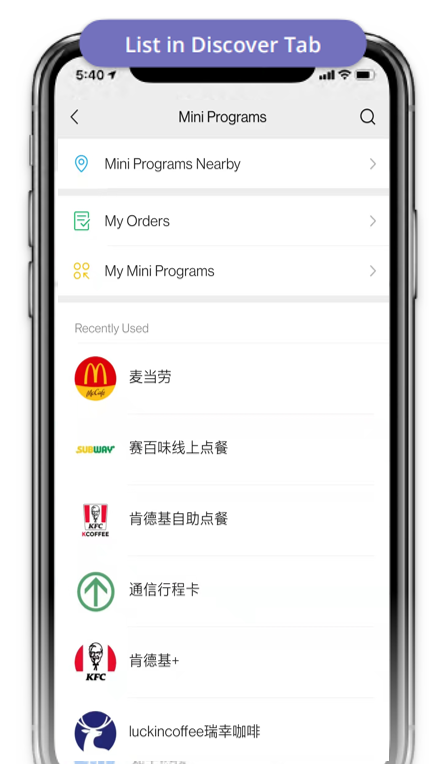 List in Discover Tab
5:40
Mini Programs
Mini Programs Nearby
My Orders
My Mini Programs
Recently Used
McCafé
麦当劳
SUBWAY
赛百味线上点餐
KFC
KCOFFEE
肯德基自助点餐
通信行程卡
肯德基+
KFC
luckincoffee瑞幸咖啡